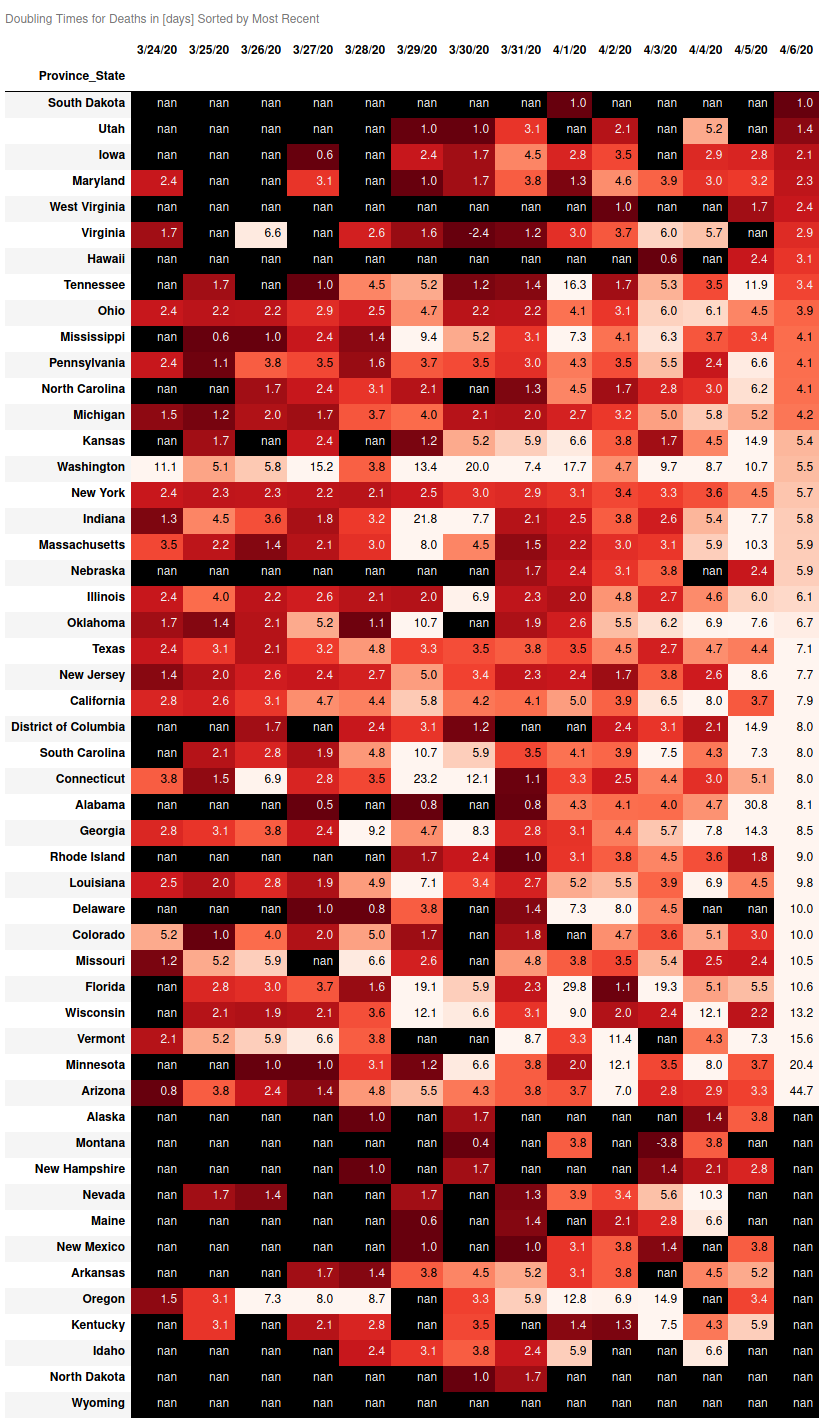 Doubling Times for Deaths in [days] Sorted by Most Recent
3/24/20 3/25/20 3/26/20 3/27/20 3/28/20 3/29/20 3/30/20 3/31/20 4/1/20 4/2/20 4/3/20 4/4/20 4/5/20 4/6/20
Province_State
South Dakota nan nan nan nan nan nan nan nan 1.0 nan nan nan nan 1.0
Utah nan nan nan nan nan 1.0 1.0 3.1 nan 2.1 nan 5.2 nan 1.4
Iowa nan nan nan 0.6 nan 2.4 1.7 4.5 2.8 3.5 nan 2.9 2.8 2.1
Maryland 2.4 nan nan 3.1 nan 1.0 1.7 3.8 1.3 4.6 3.9 3.0 3.2 2.3
West Virginia nan nan nan nan nan nan nan nan nan 1.0 nan nan 1.7 2.4
Virginia 1.7 nan 6.6 nan 2.6 1.6 -2.4 1.2 3.0 3.7 6.0 5.7 nan 2.9
Hawaii nan nan nan nan nan nan nan nan nan nan 0.6 nan 2.4 3.1
Tennessee nan 1.7 nan 1.0 4.5 5.2 1.2 1.4 16.3 1.7 5.3 3.5 11.9 3.4
Ohio 2.4 2.2 2.2 2.9 2.5 4.7 2.2 2.2 4.1 3.1 6.0 6.1 4.5 3.9
Mississippi nan 0.6 1.0 2.4 1.4 9.4 5.2 3.1 7.3 4.1 6.3 3.7 3.4 4.1
Pennsylvania 2.4 1.1 3.8 3.5 1.6 3.7 3.5 3.0 4.3 3.5 5.5 2.4 6.6 4.1
North Carolina nan nan 1.7 2.4 3.1 2.1 nan 1.3 4.5 1.7 2.8 3.0 6.2 4.1
Michigan 1.5 1.2 2.0 1.7 3.7 4.0 2.1 2.0 2.7 3.2 5.0 5.8 5.2 4.2
Kansas nan 1.7 nan 2.4 nan 1.2 5.2 5.9 6.6 3.8 1.7 4.5 14.9 5.4
Washington 11.1 5.1 5.8 15.2 3.8 13.4 20.0 7.4 17.7 4.7 9.7 8.7 10.7 5.5
New York 2.4 2.3 2.3 2.2 2.1 2.5 3.0 2.9 3.1 3.4 3.3 3.6 4.5 5.7
Indiana 1.3 4.5 3.6 1.8 3.2 21.8 7.7 2.1 2.5 3.8 2.6 5.4 7.7 5.8
Massachusetts 3.5 2.2 1.4 2.1 3.0 8.0 4.5 1.5 2.2 3.0 3.1 5.9 10.3 5.9
Nebraska nan nan nan nan nan nan nan 1.7 2.4 3.1 3.8 nan 2.4 5.9
Illinois 2.4 4.0 2.2 2.6 2.1 2.0 6.9 2.3 2.0 4.8 2.7 4.6 6.0 6.1
Oklahoma 1.7 1.4 2.1 5.2 1.1 10.7 nan 1.9 2.6 5.5 6.2 6.9 7.6 6.7
Texas 2.4 3.1 2.1 3.2 4.8 3.3 3.5 3.8 3.5 4.5 2.7 4.7 4.4 7.1
New Jersey 1.4 2.0 2.6 2.4 2.7 5.0 3.4 2.3 2.4 1.7 3.8 2.6 8.6 7.7
California 2.8 2.6 3.1 4.7 4.4 5.8 4.2 4.1 5.0 3.9 6.5 8.0 3.7 7.9
District of Columbia nan nan 1.7 nan 2.4 3.1 1.2 nan nan 2.4 3.1 2.1 14.9 8.0
South Carolina nan 2.1 2.8 1.9 4.8 10.7 5.9 3.5 4.1 3.9 7.5 4.3 7.3 8.0
Connecticut 3.8 1.5 6.9 2.8 3.5 23.2 12.1 1.1 3.3 2.5 4.4 3.0 5.1 8.0
Alabama nan nan nan 0.5 nan 0.8 nan 0.8 4.3 4.1 4.0 4.7 30.8 8.1
Georgia 2.8 3.1 3.8 2.4 9.2 4.7 8.3 2.8 3.1 4.4 5.7 7.8 14.3 8.5
Rhode Island nan nan nan nan nan 1.7 2.4 1.0 3.1 3.8 4.5 3.6 1.8 9.0
Louisiana 2.5 2.0 2.8 1.9 4.9 7.1 3.4 2.7 5.2 5.5 3.9 6.9 4.5 9.8
Delaware nan nan nan 1.0 0.8 3.8 nan 1.4 7.3 8.0 4.5 nan nan 10.0
Colorado 5.2 1.0 4.0 2.0 5.0 1.7 nan 1.8 nan 4.7 3.6 5.1 3.0 10.0
Missouri 1.2 5.2 5.9 nan 6.6 2.6 nan 4.8 3.8 3.5 5.4 2.5 2.4 10.5
Florida nan 2.8 3.0 3.7 1.6 19.1 5.9 2.3 29.8 1.1 19.3 5.1 5.5 10.6
Wisconsin nan 2.1 1.9 2.1 3.6 12.1 6.6 3.1 9.0 2.0 2.4 12.1 2.2 13.2
Vermont 2.1 5.2 5.9 6.6 3.8 nan nan 8.7 3.3 11.4 nan 4.3 7.3 15.6
Minnesota nan nan 1.0 1.0 3.1 1.2 6.6 3.8 2.0 12.1 3.5 8.0 3.7 20.4
Arizona 0.8 3.8 2.4 1.4 4.8 5.5 4.3 3.8 3.7 7.0 2.8 2.9 3.3 44.7
Alaska nan nan nan nan 1.0 nan 1.7 nan nan nan nan 1.4 3.8 nan
Montana nan nan nan nan nan nan 0.4 nan 3.8 nan -3.8 3.8 nan nan
New Hampshire nan nan nan nan 1.0 nan 1.7 nan nan nan 1.4 2.1 2.8 nan
Nevada nan 1.7 1.4 nan nan 1.7 nan 1.3 3.9 3.4 5.6 10.3 nan nan
Maine nan nan nan nan nan 0.6 nan 1.4 nan 2.1 2.8 6.6 nan nan
New Mexico nan nan nan nan nan 1.0 nan 1.0 3.1 3.8 1.4 nan 3.8 nan
Arkansas nan nan nan 1.7 1.4 3.8 4.5 5.2 3.1 3.8 nan 4.5 5.2 nan
Oregon 1.5 3.1 7.3 8.0 8.7 nan 3.3 5.9 12.8 6.9 14.9 nan 3.4 nan
Kentucky nan 3.1 nan 2.1 2.8 nan 3.5 nan 1.4 1.3 7.5 4.3 5.9 nan
Idaho nan nan nan nan 2.4 3.1 3.8 2.4 5.9 nan nan 6.6 nan nan
North Dakota nan nan nan nan nan nan 1.0 1.7 nan nan nan nan nan nan
Wyoming nan nan nan nan nan nan nan nan nan nan nan nan nan nan